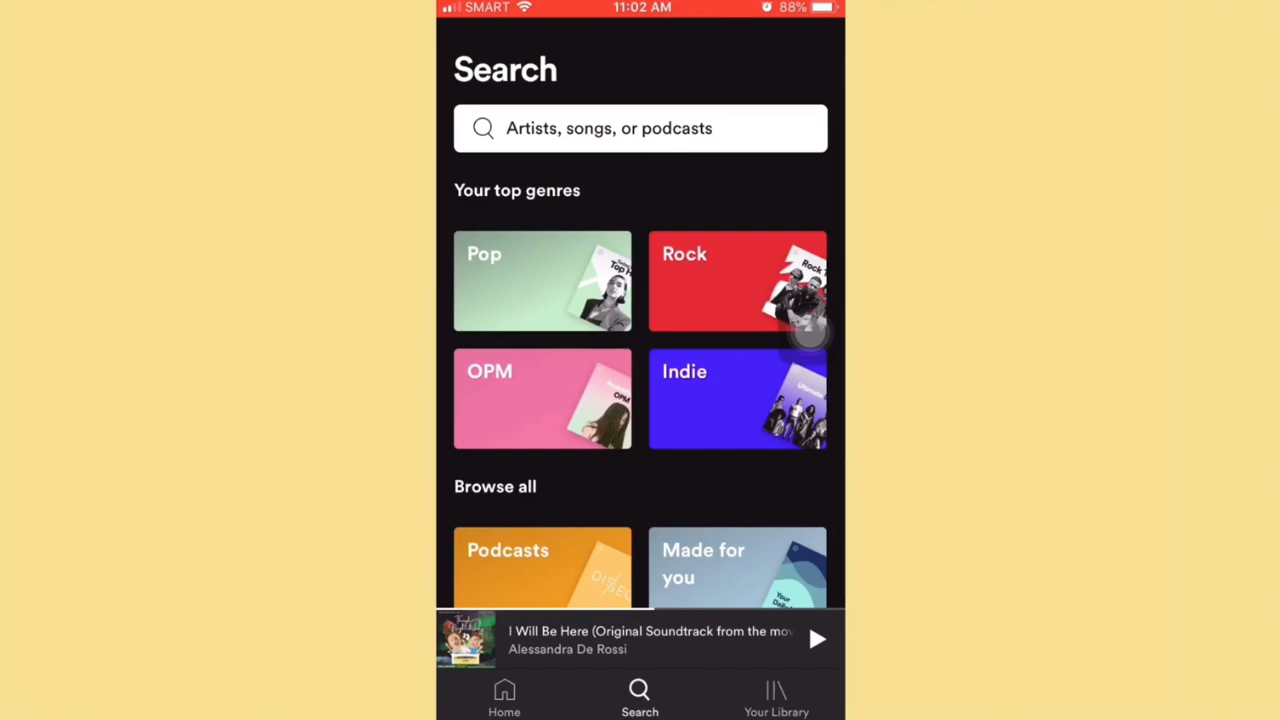 SMART 11:02 AM 88%
Search
Artists, songs, or podcasts
Your top genres
Pop
Rock
OPM
Indie
Browse all
Podcasts
Made for
you
I Will Be Here (Original Soundtrack from the mov
Alessandra De Rossi
Home Search Your Library